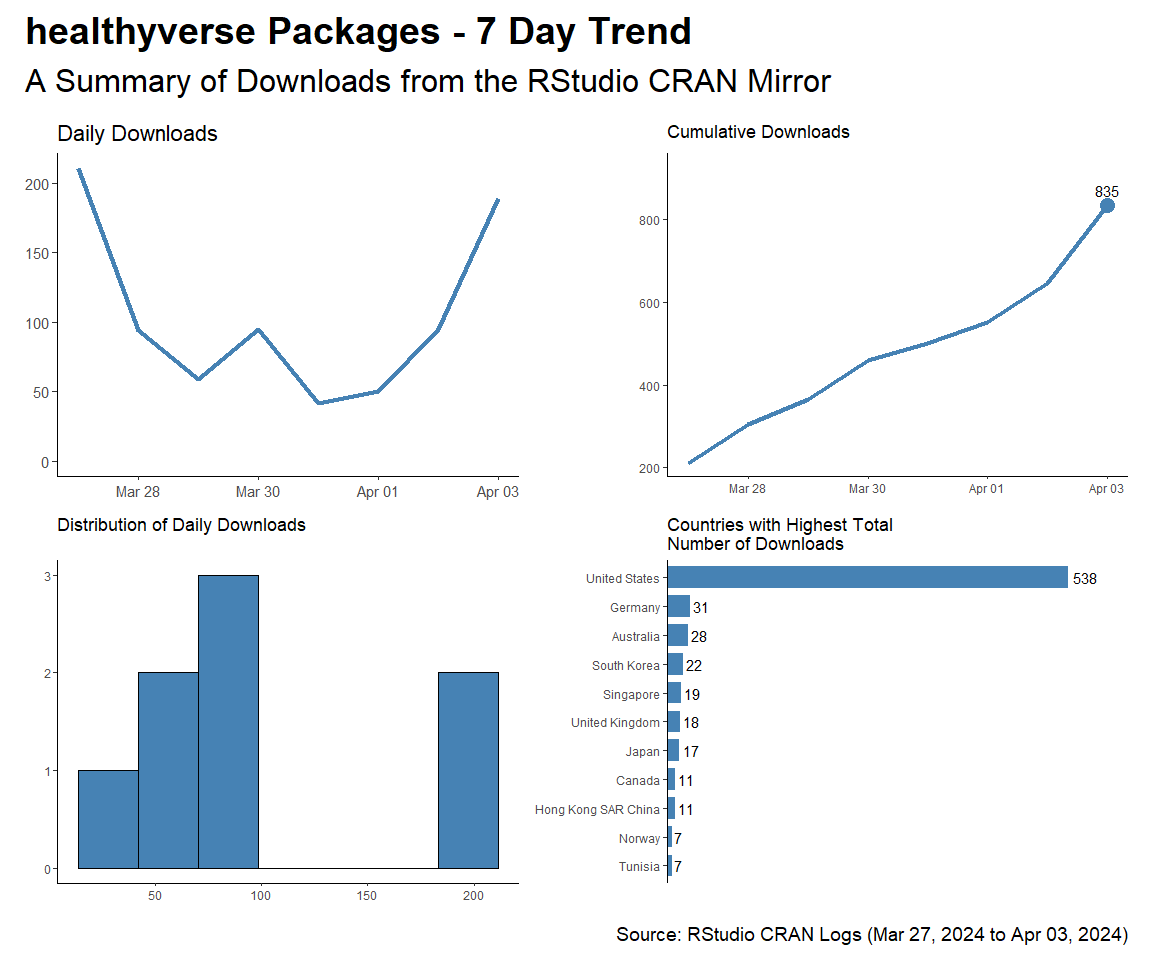 healthyverse Packages - 7 Day Trend
A Summary of Downloads from the RStudio CRAN Mirror
Daily Downloads
200
150
100
50
0
Mar 28
Mar 30
Apr 01
Apr 03
Cumulative Downloads
835
800
600
400
200
Mar 28
Mar 30
Apr 01
Apr 03
Distribution of Daily Downloads
3
2
1
0
50
100
150
200
Countries with Highest Total
Number of Downloads
United States 538
Germany 31
Australia 28
South Korea 22
Singapore 19
United Kingdom 18
Japan 17
Canada 11
Hong Kong SAR China 11
Norway 7
Tunisia 7
Source: RStudio CRAN Logs (Mar 27, 2024 to Apr 03, 2024)